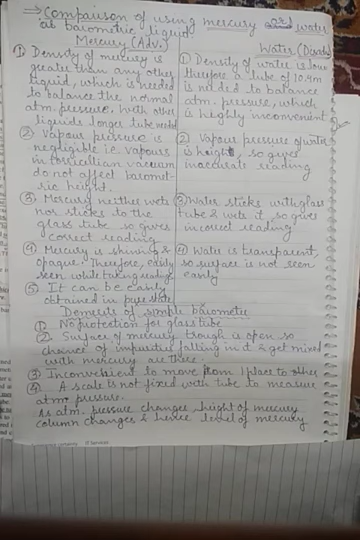 → Comparison of using mercury and water
as barometric liquid
Mercury (Adv.)
Water (Disadv)
① Density of mercury is
greater than any other
liquid, which is needed
to balance the normal
atm. pressure. With other
liquids longer tube needed
② Vapour pressure is
negligible i.e. vapours
in toricellian vaccum
do not affect baromet-
ric height.
③ Mercury neither wets
nor sticks to the
glass tube so gives
correct reading
④ Mercury is shining &
opaque. Therefore, easily
seen while taking reading
⑤ It can be easily
obtained in pure state
① Density of water is low
therefore a tube of 10.4m
is needed to balance
atm. pressure, which
is highly inconvenient
② Vapour pressure of water
is height, so gives
inaccurate reading
③ Water sticks with glass
tube & wets it, so gives
incorrect reading
④ Water is transparent,
so surface is not seen
easily
Demerits of simple barometer
① No protection for glass tube
② Surface of mercury trough is open so
chance of impurities falling in it & get mixed
with mercury are there.
③ Inconvenient to move from 1 place to other
④ A scale is not fixed with tube to measure
atm pressure.
As atm. pressure changes, height of mercury
column changes & hence level of mercury